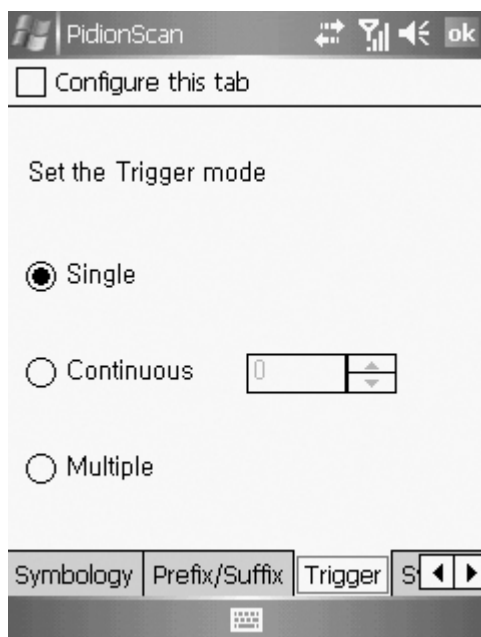 PidionScan ok
Configure this tab
Set the Trigger mode
Single
Continuous 0
Multiple
Symbology Prefix/Suffix Trigger